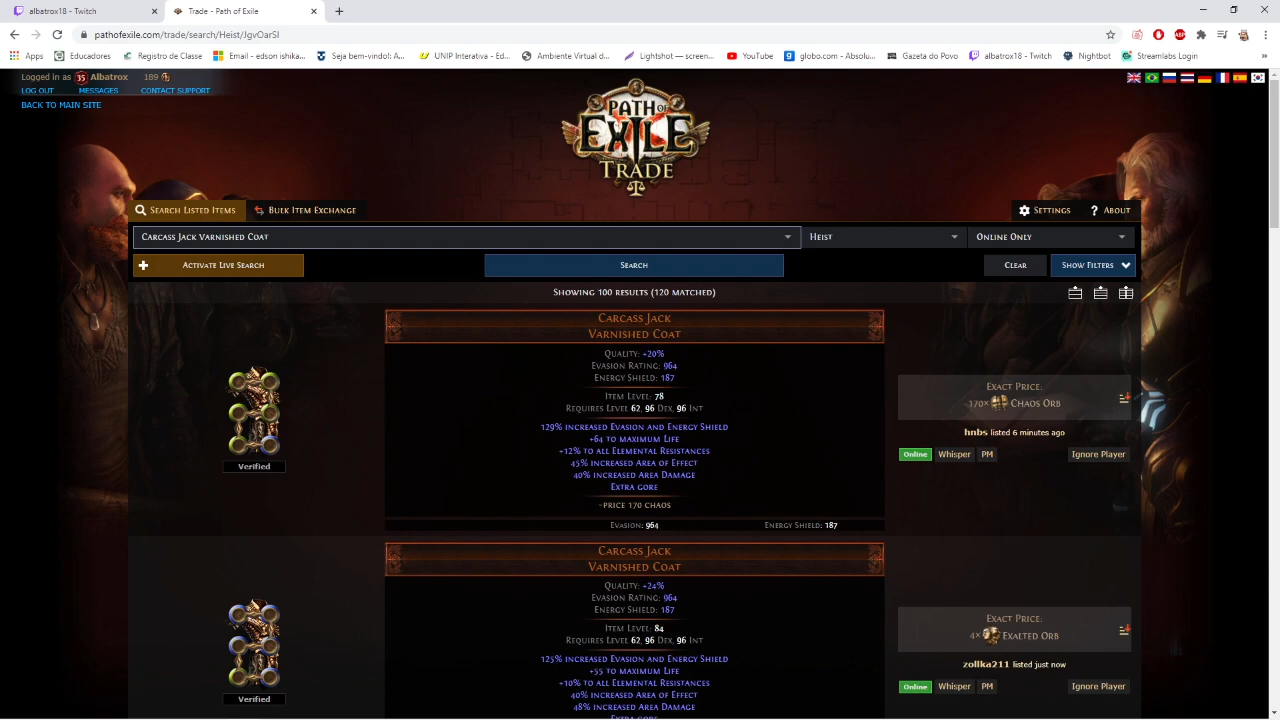 albatrox18 - Twitch
Trade - Path of Exile
pathofexile.com/trade/search/Heist/JgvOarSI
Apps
Educadores
Registro de Classe
Email - edson ishika...
Seja bem-vindo!: A...
UNIP Interativa - Ed...
Ambiente Virtual d...
Lightshot — screen...
YouTube
globo.com - Absolu...
Gazeta do Povo
albatrox18 - Twitch
Nightbot
Streamlabs Login
Logged in as 35 Albatrox 189
LOG OUT MESSAGES CONTACT SUPPORT
BACK TO MAIN SITE
PATH OF
EXILE
TRADE
Search Listed Items
Bulk Item Exchange
Settings
? About
Carcass Jack Varnished Coat
Heist
Online Only
Activate Live Search
Search
Clear
Show Filters
Showing 100 results (120 matched)
Carcass Jack
Varnished Coat
Quality: +20%
Evasion Rating: 964
Energy Shield: 187
Item Level: 78
Requires Level 62, 96 Dex, 96 Int
129% increased Evasion and Energy Shield
+64 to maximum Life
+12% to all Elemental Resistances
45% increased Area of Effect
40% increased Area Damage
Extra gore
~price 170 chaos
Evasion: 964
Energy Shield: 187
Verified
Exact Price:
170× Chaos Orb
hnbs listed 6 minutes ago
Online Whisper PM Ignore Player
Carcass Jack
Varnished Coat
Quality: +24%
Evasion Rating: 964
Energy Shield: 187
Item Level: 84
Requires Level 62, 96 Dex, 96 Int
125% increased Evasion and Energy Shield
+55 to maximum Life
+10% to all Elemental Resistances
40% increased Area of Effect
48% increased Area Damage
Extra gore
Verified
Exact Price:
4× Exalted Orb
zollka211 listed just now
Online Whisper PM Ignore Player